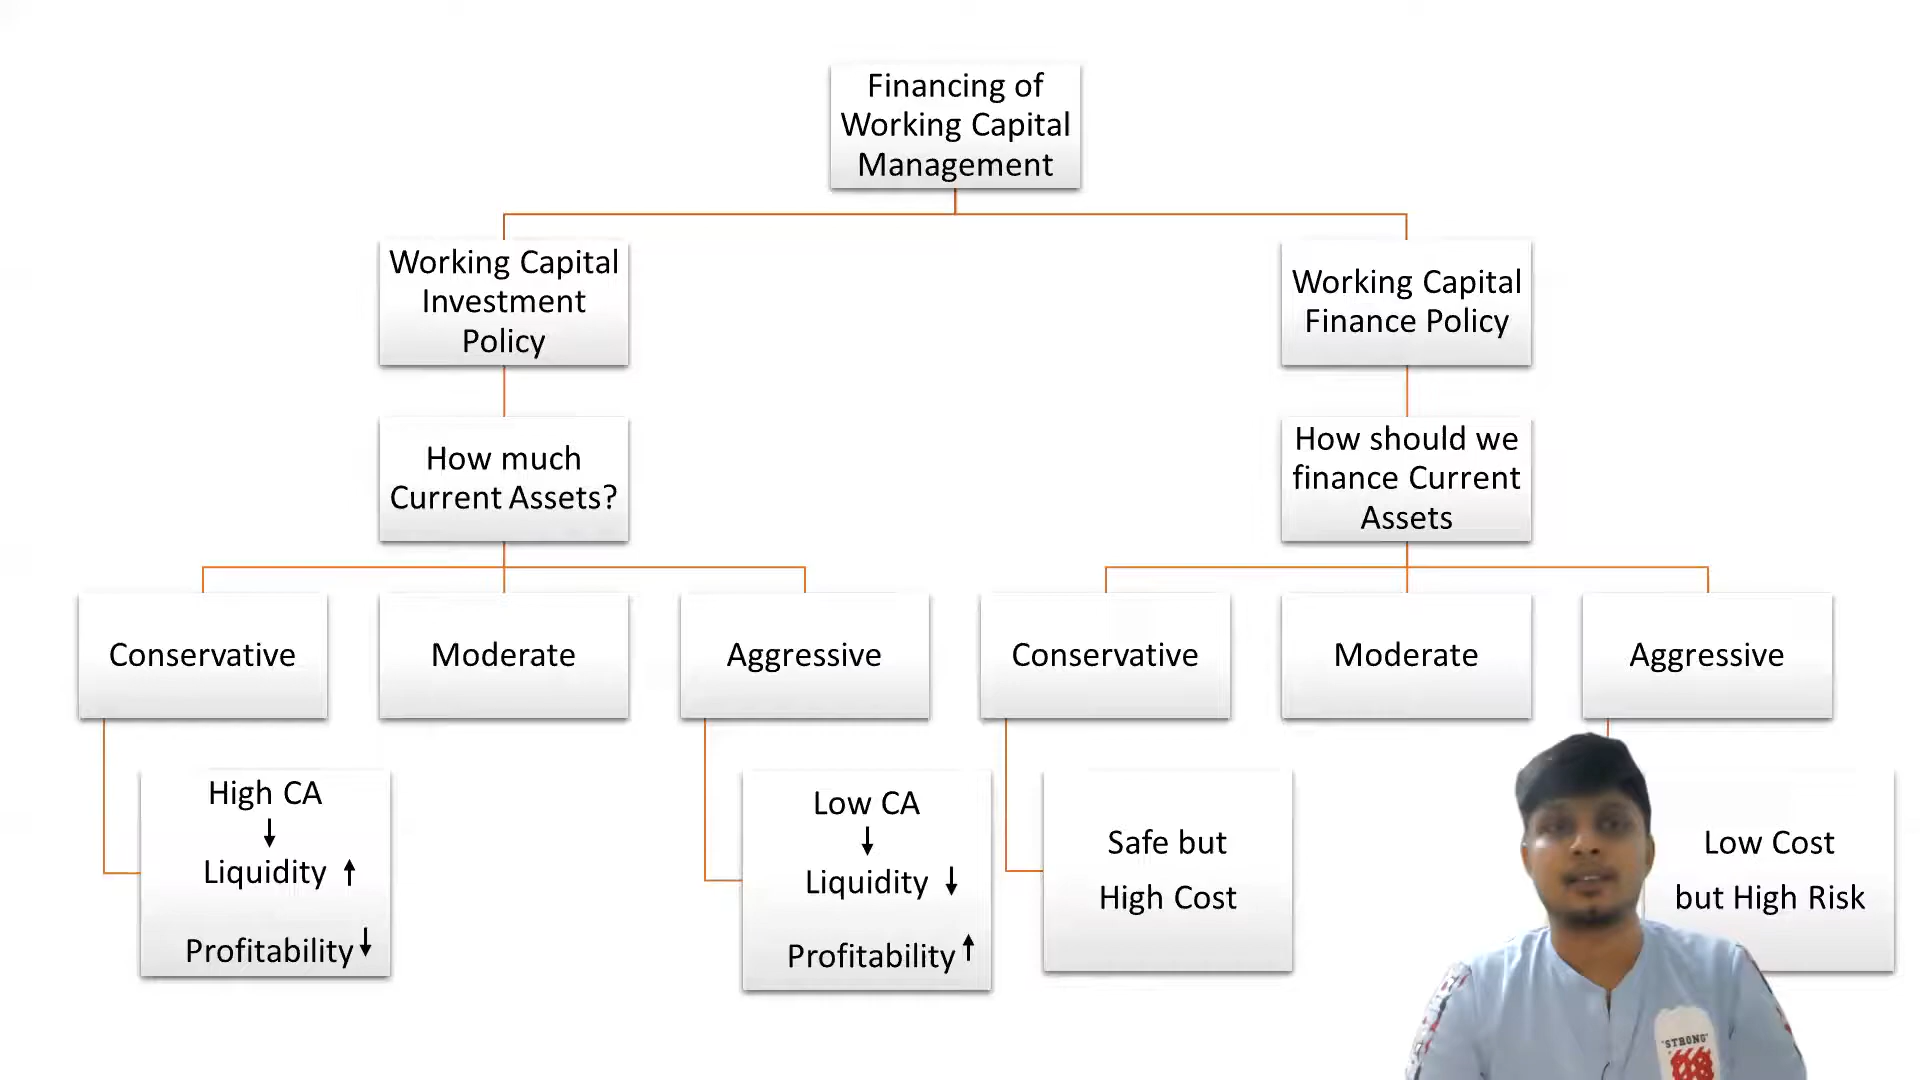 Financing of
Working Capital
Management
Working Capital
Investment
Policy
Working Capital
Finance Policy
How much
Current Assets?
How should we
finance Current
Assets
Conservative
Moderate
Aggressive
Conservative
Moderate
Aggressive
High CA
↓
Liquidity ↑
Profitability ↓
Low CA
↓
Liquidity ↓
Profitability ↑
Safe but
High Cost
Low Cost
but High Risk
"STRONG"